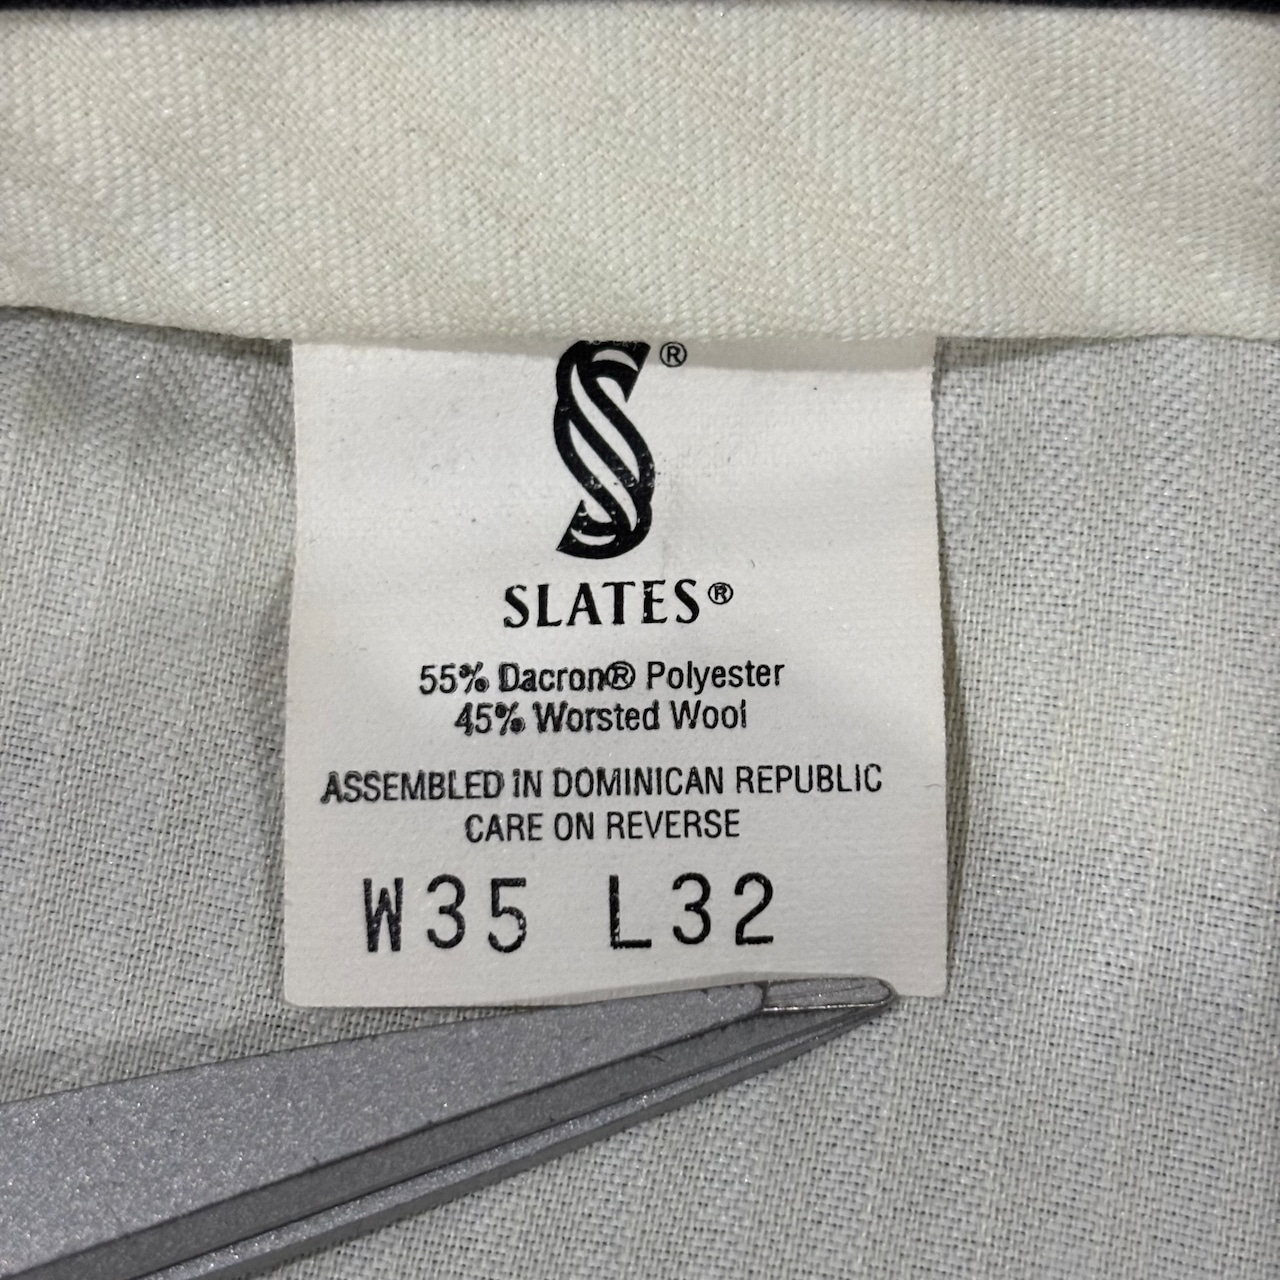 S®
SLATES®
55% Dacron® Polyester
45% Worsted Wool
ASSEMBLED IN DOMINICAN REPUBLIC
CARE ON REVERSE
W35 L32